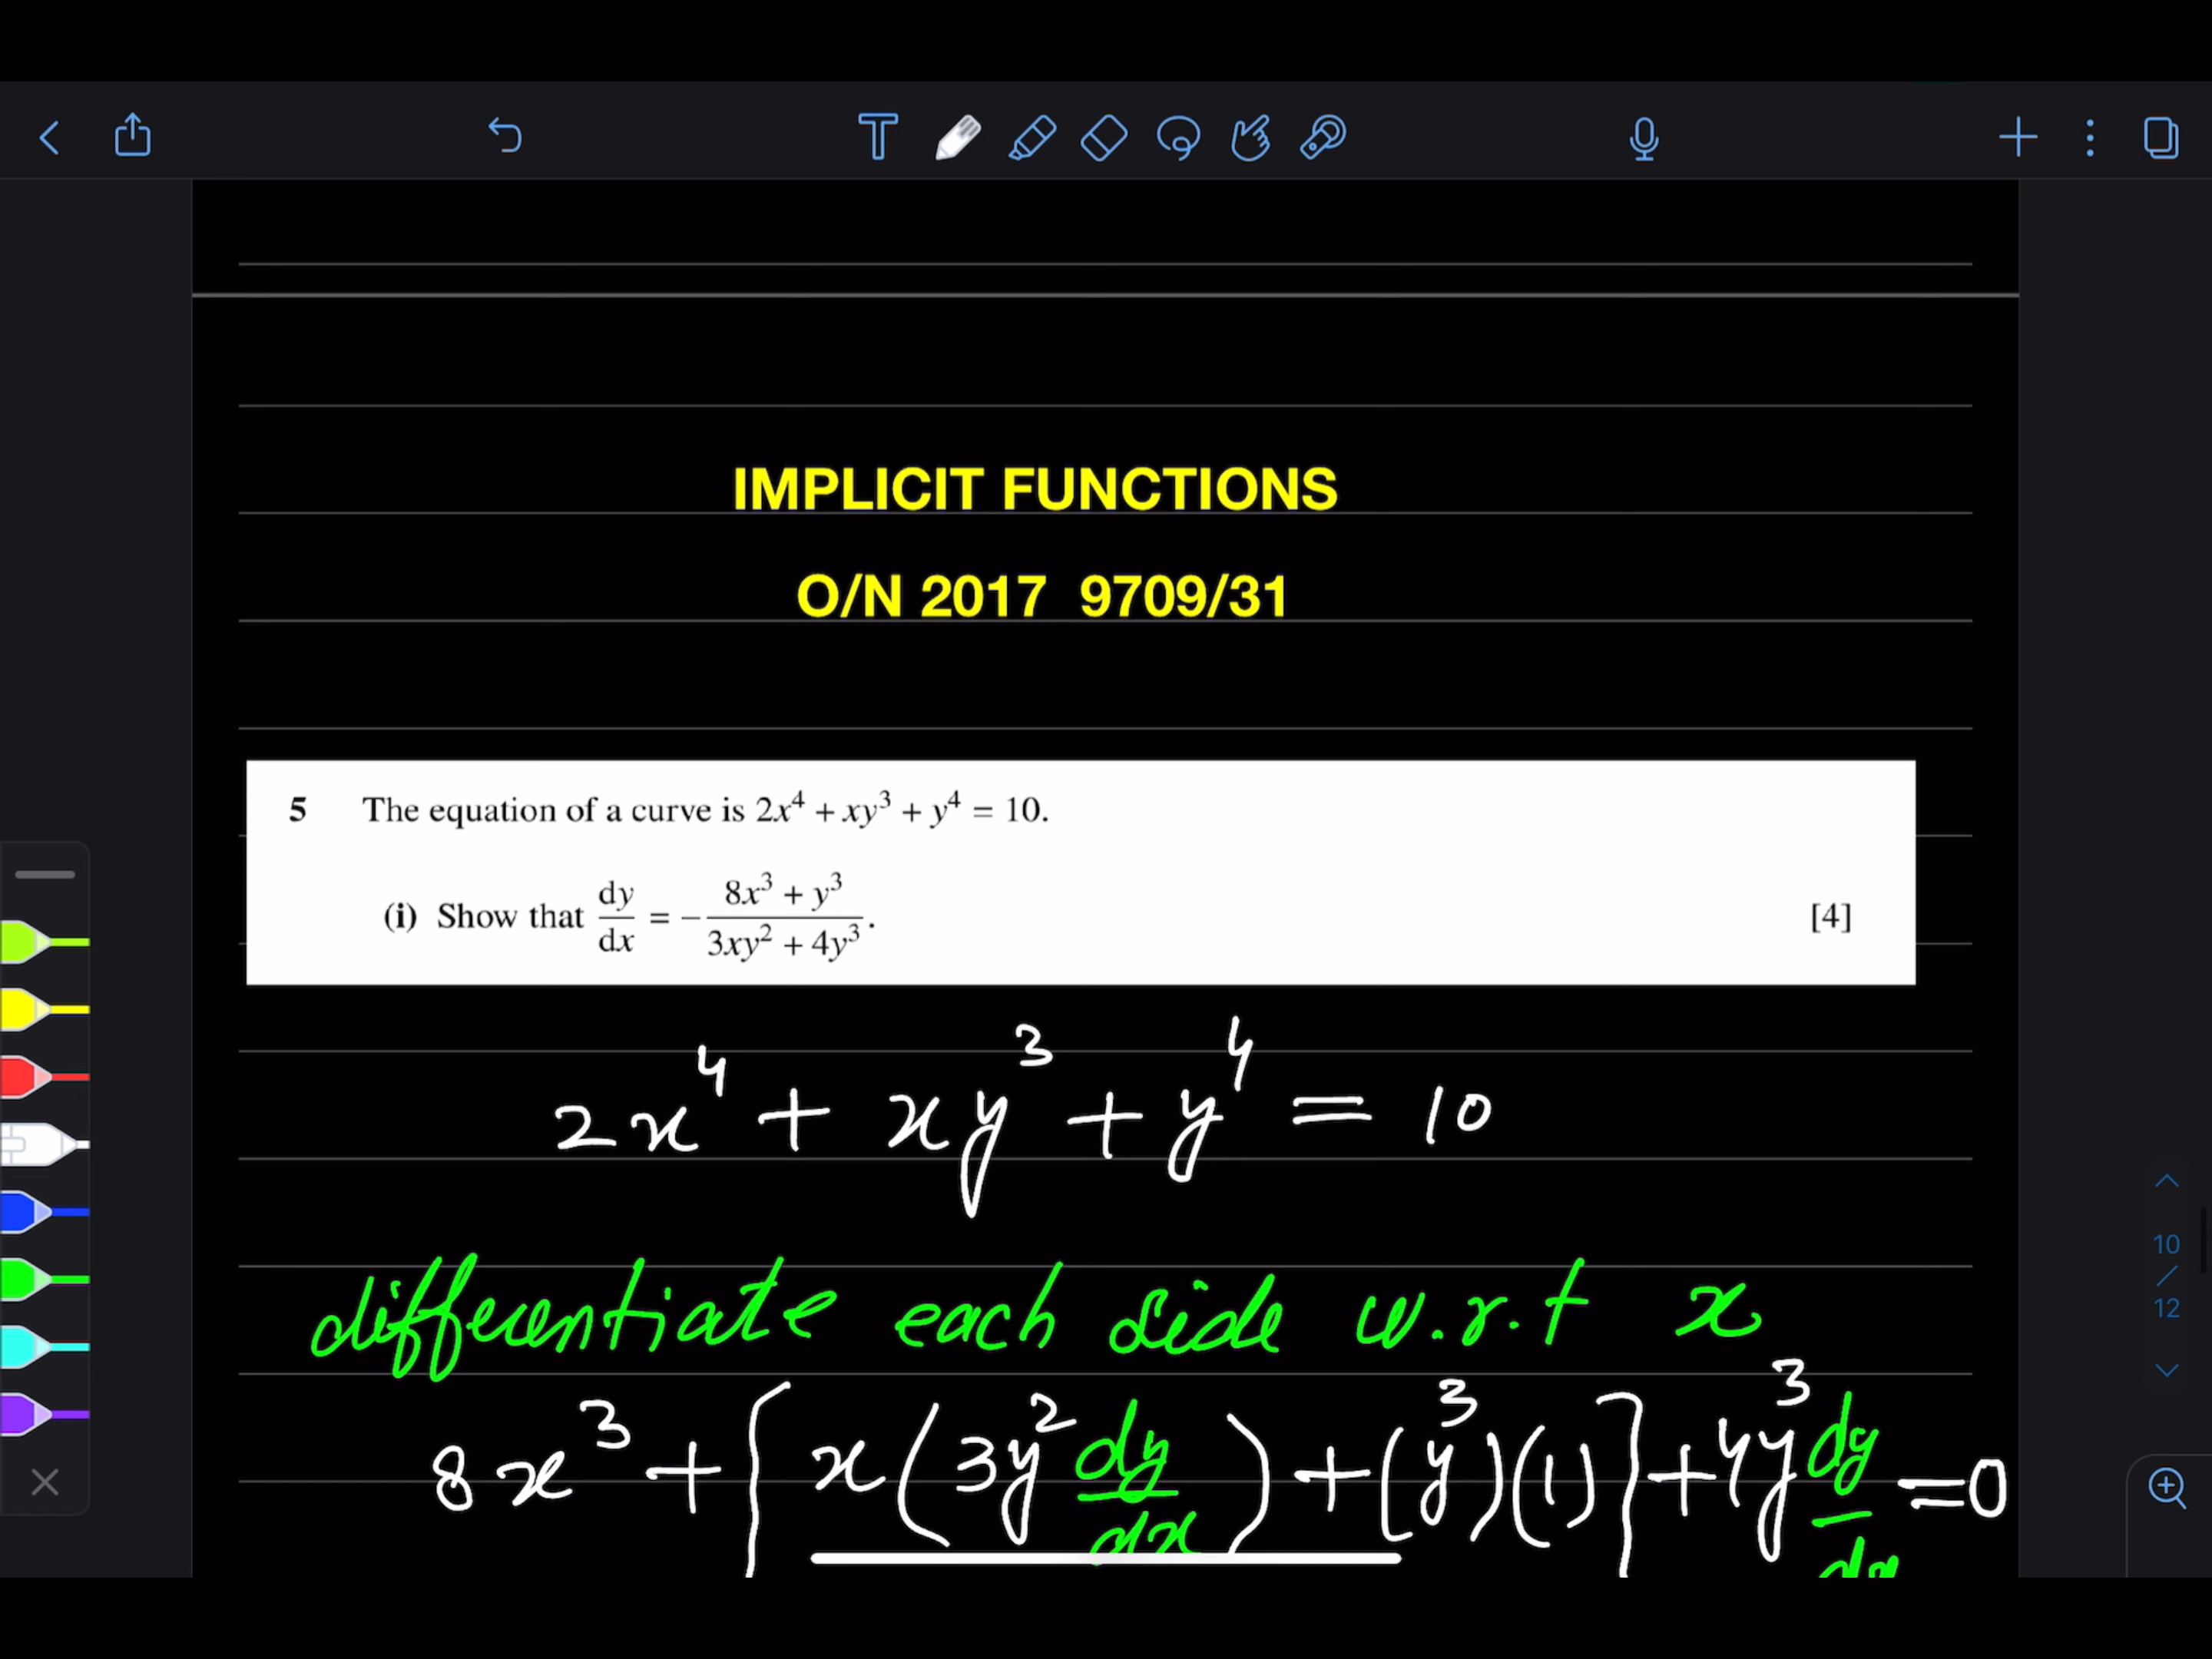 T
IMPLICIT FUNCTIONS
O/N 2017 9709/31
5 The equation of a curve is 2x⁴ + xy³ + y⁴ = 10.
(i) Show that dy/dx = −(8x³ + y³)/(3xy² + 4y³). [4]
2x⁴ + xy³ + y⁴ = 10
differentiate each side w.r.t x
8x³ + [x(3y² dy/dx) + (y³)(1)] + 4y³ dy/dx = 0
10
/
12